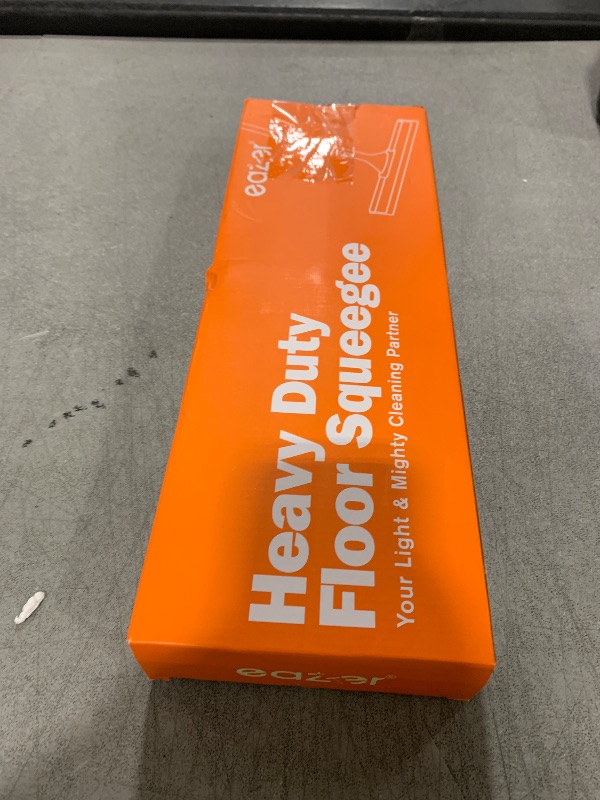 eazer
Heavy Duty
Floor Squeegee
Your Light & Mighty Cleaning Partner
eazer®